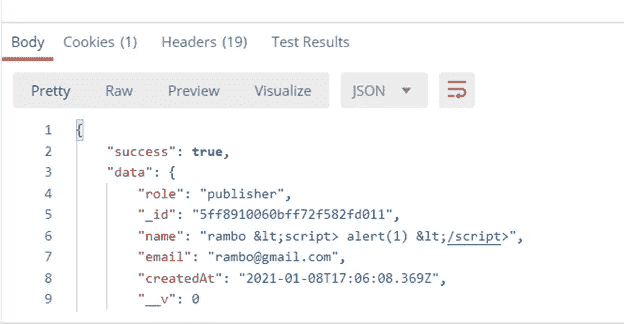 Body Cookies (1) Headers (19) Test Results
Pretty Raw Preview Visualize JSON
1 {
2 "success": true,
3 "data": {
4 "role": "publisher",
5 "_id": "5ff8910060bff72f582fd011",
6 "name": "rambo &lt;script> alert(1) &lt;/script>",
7 "email": "rambo@gmail.com",
8 "createdAt": "2021-01-08T17:06:08.369Z",
9 "__v": 0